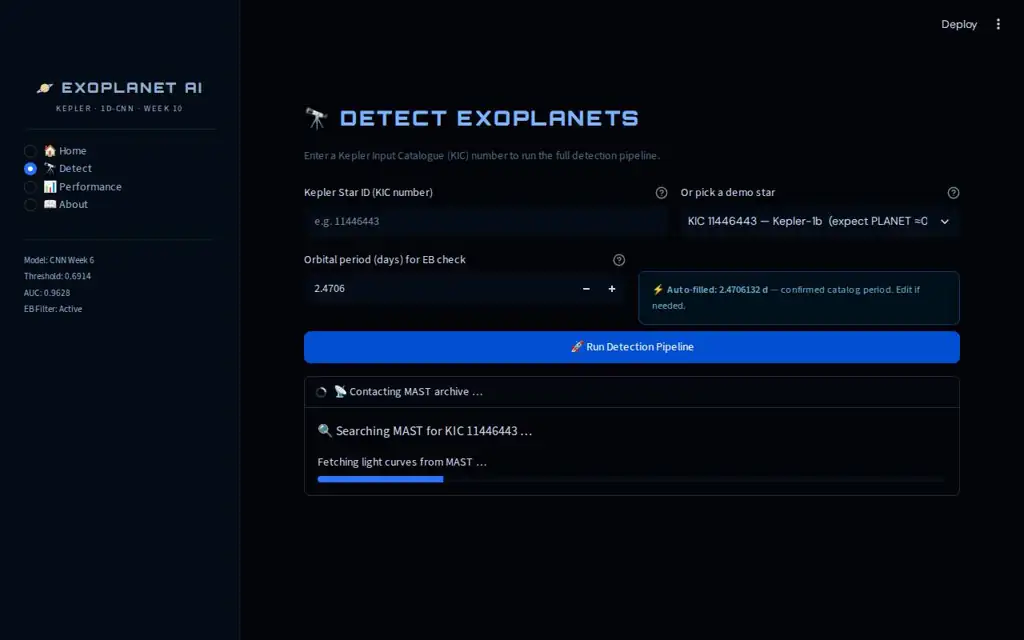 Deploy
🪐 EXOPLANET AI
KEPLER · 1D-CNN · WEEK 10
🏠 Home
🔭 Detect
📊 Performance
📖 About
Model: CNN Week 6
Threshold: 0.6914
AUC: 0.9628
EB Filter: Active
🔭 DETECT EXOPLANETS
Enter a Kepler Input Catalogue (KIC) number to run the full detection pipeline.
Kepler Star ID (KIC number)
e.g. 11446443
Or pick a demo star
KIC 11446443 — Kepler-1b (expect PLANET ≈0
Orbital period (days) for EB check
2.4706
⚡ Auto-filled: 2.4706132 d — confirmed catalog period. Edit if
needed.
🚀 Run Detection Pipeline
📡 Contacting MAST archive ...
🔍 Searching MAST for KIC 11446443 ...
Fetching light curves from MAST ...